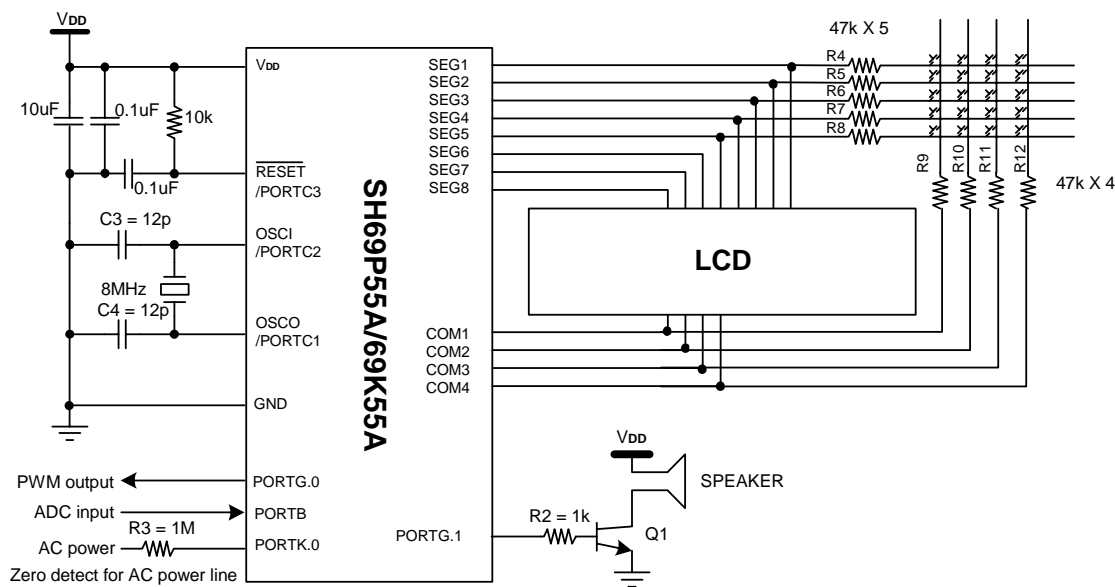 VDD
47k X 5
VDD
10uF
0.1uF
10k
0.1uF
RESET
/PORTC3
C3 = 12p
OSCI
/PORTC2
8MHz
C4 = 12p
OSCO
/PORTC1
GND
PWM output
PORTG.0
ADC input
PORTB
R3 = 1M
AC power
PORTK.0
Zero detect for AC power line
SH69P55A/69K55A
SEG1
SEG2
SEG3
SEG4
SEG5
SEG6
SEG7
SEG8
R4
R5
R6
R7
R8
R9
R10
R11
R12
47k X 4
LCD
COM1
COM2
COM3
COM4
VDD
SPEAKER
PORTG.1
R2 = 1k
Q1